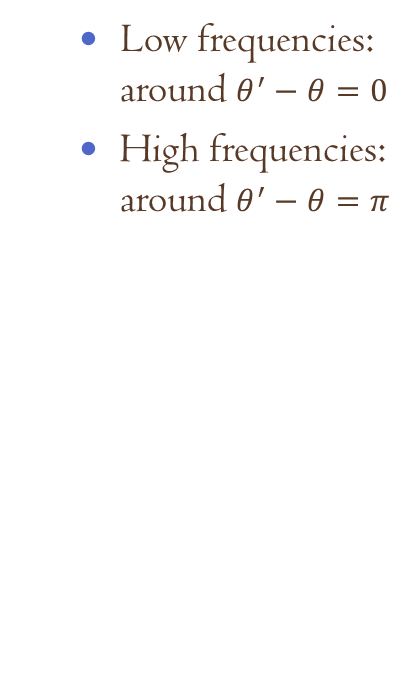 • Low frequencies:
around θ′ − θ = 0
• High frequencies:
around θ′ − θ = π